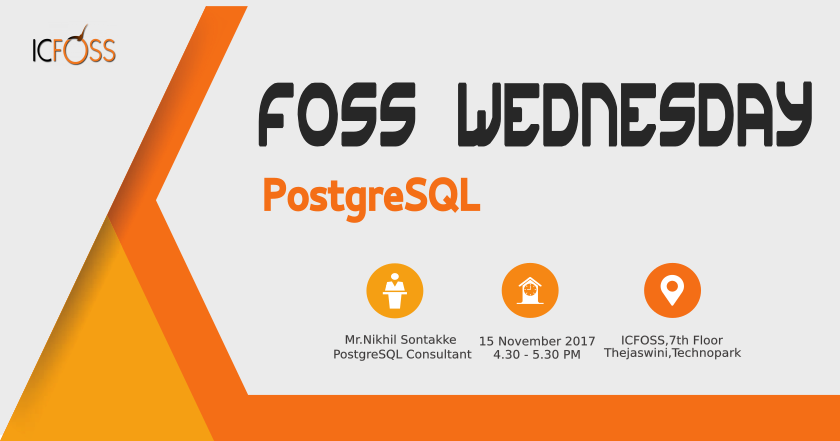 ICFOSS
FOSS WEDNESDAY
PostgreSQL
Mr.Nikhil Sontakke
PostgreSQL Consultant
15 November 2017
4.30 - 5.30 PM
ICFOSS,7th Floor
Thejaswini,Technopark